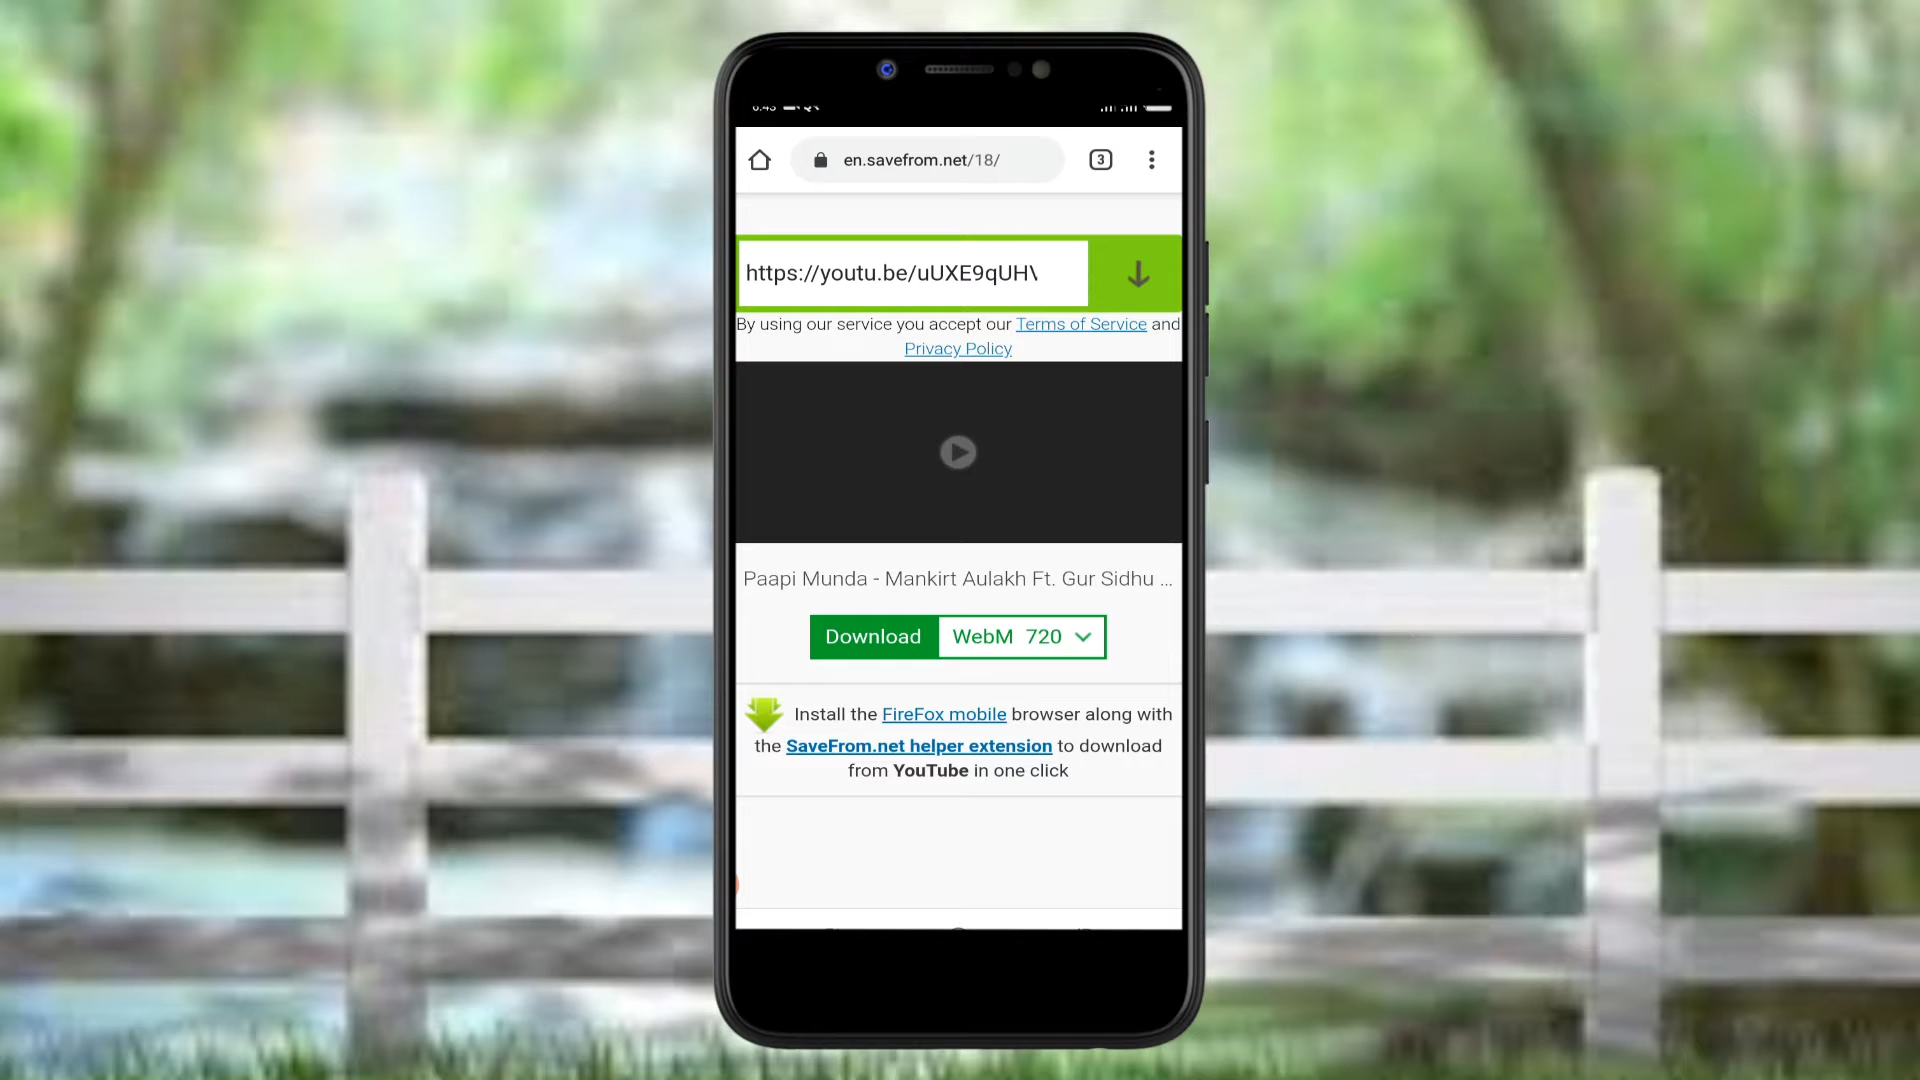 en.savefrom.net/18/
3
https://youtu.be/uUXE9qUH
By using our service you accept our Terms of Service and
Privacy Policy
Paapi Munda - Mankirt Aulakh Ft. Gur Sidhu ...
Download WebM 720
Install the FireFox mobile browser along with
the SaveFrom.net helper extension to download
from YouTube in one click